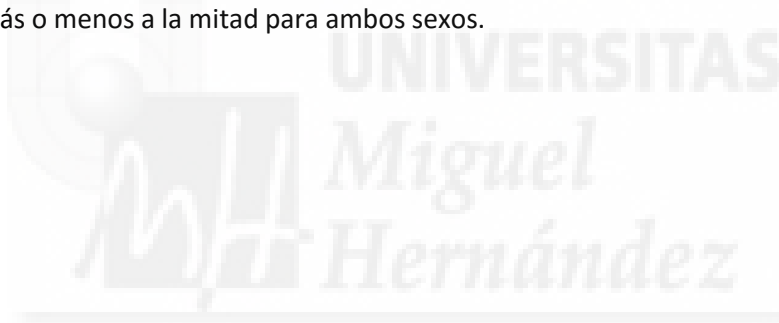 ás o menos a la mitad para ambos sexos.
UNIVERSITAS
Miguel
Hernández